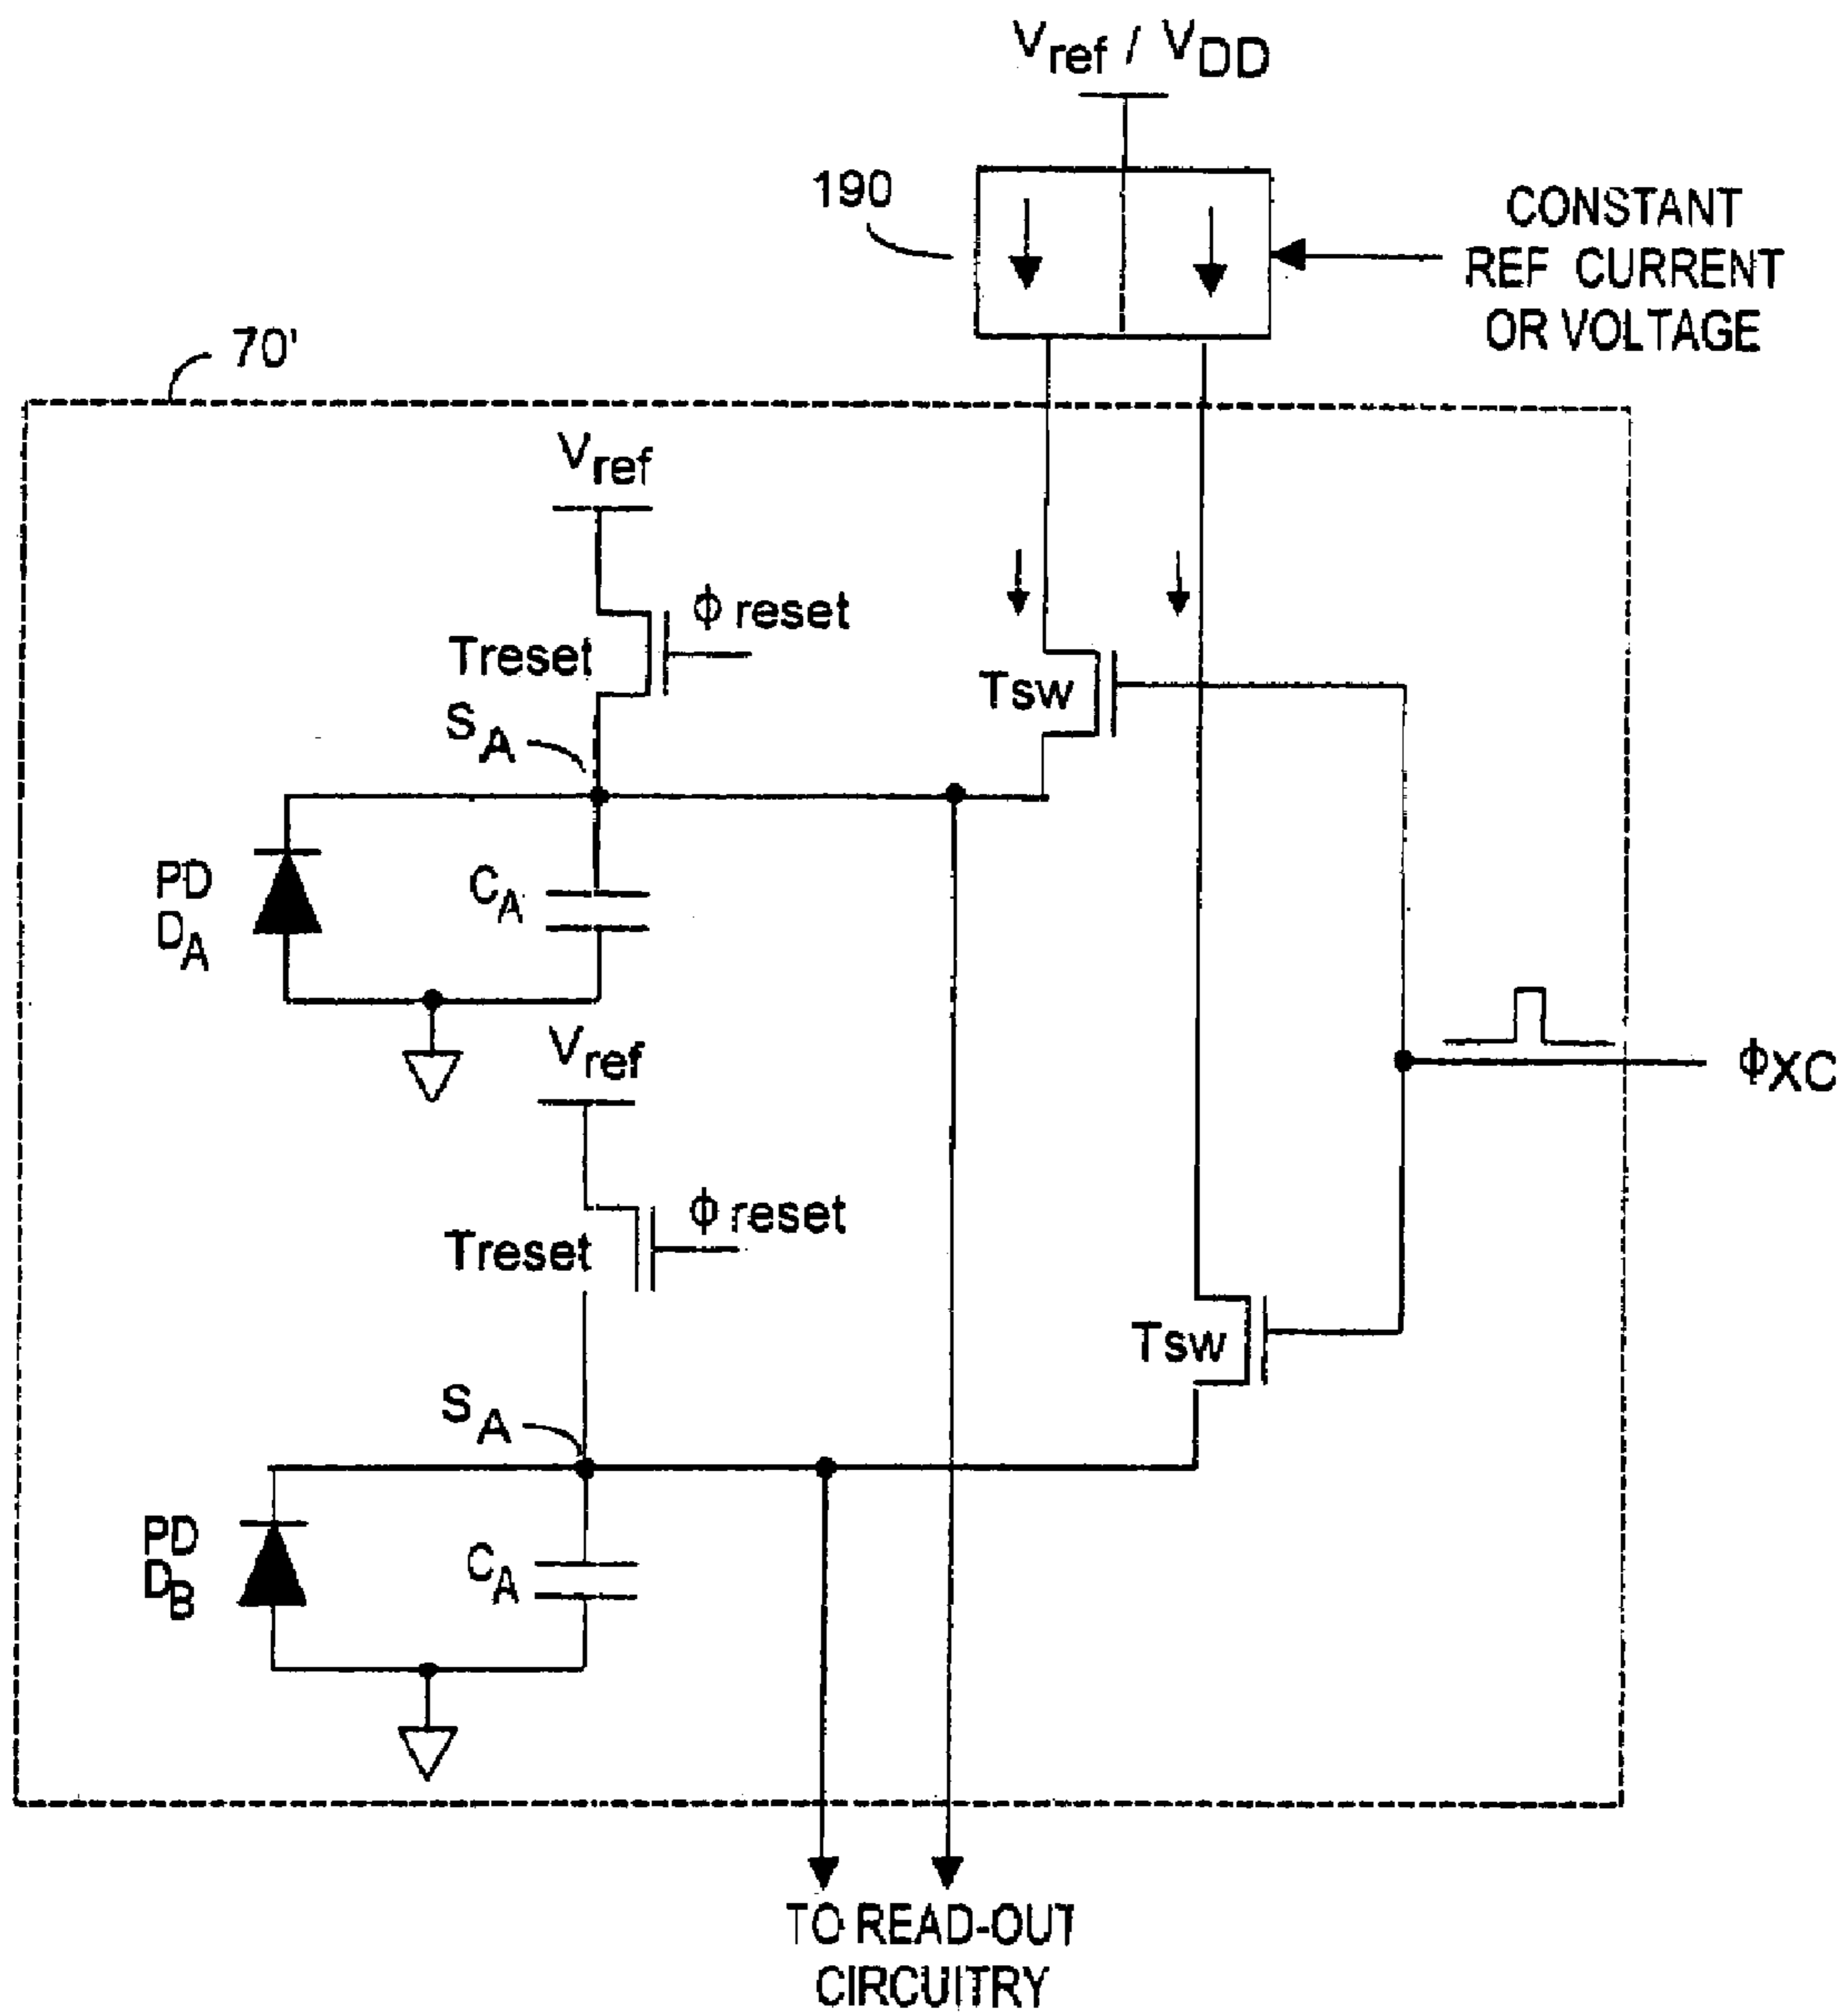 Vref / VDD
190
CONSTANT
REF CURRENT
OR VOLTAGE
70'
Vref
ϕ reset
Treset
SA
Tsw
PD
DA
CA
Vref
ϕXC
ϕ reset
Treset
Tsw
SA
PD
DB
CA
TO READ-OUT
CIRCUITRY